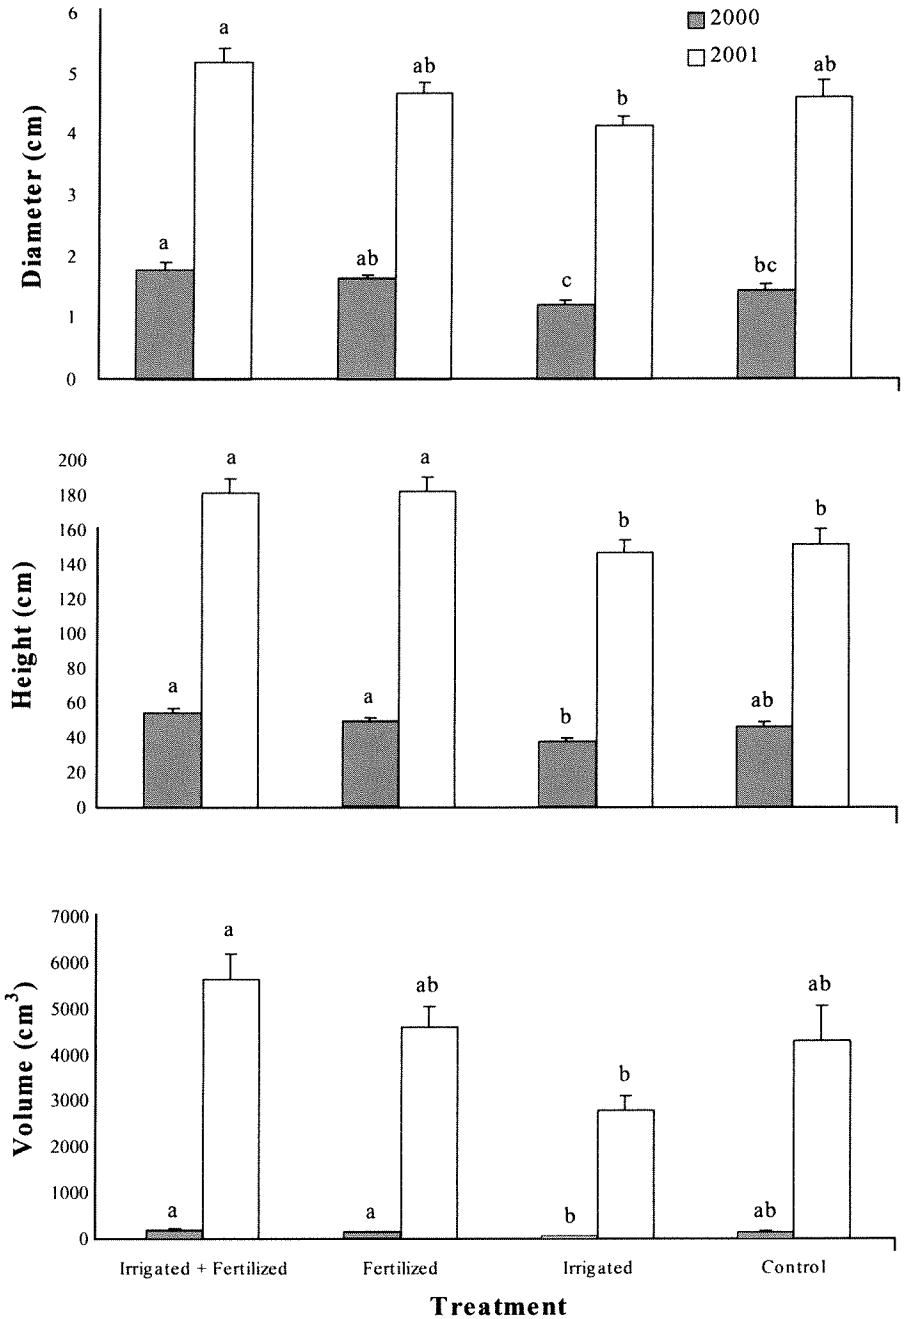 6
2000
a
2001
5
ab
ab
b
4
Diameter (cm)
3
a
ab
2
c
bc
1
0
200
a
a
180
b
b
160
140
120
Height (cm)
100
80
a
a
ab
60
b
40
20
0
7000
a
6000
ab
ab
5000
Volume (cm³)
4000
b
3000
2000
1000
a
a
b
ab
0
Irrigated + Fertilized Fertilized Irrigated Control
Treatment